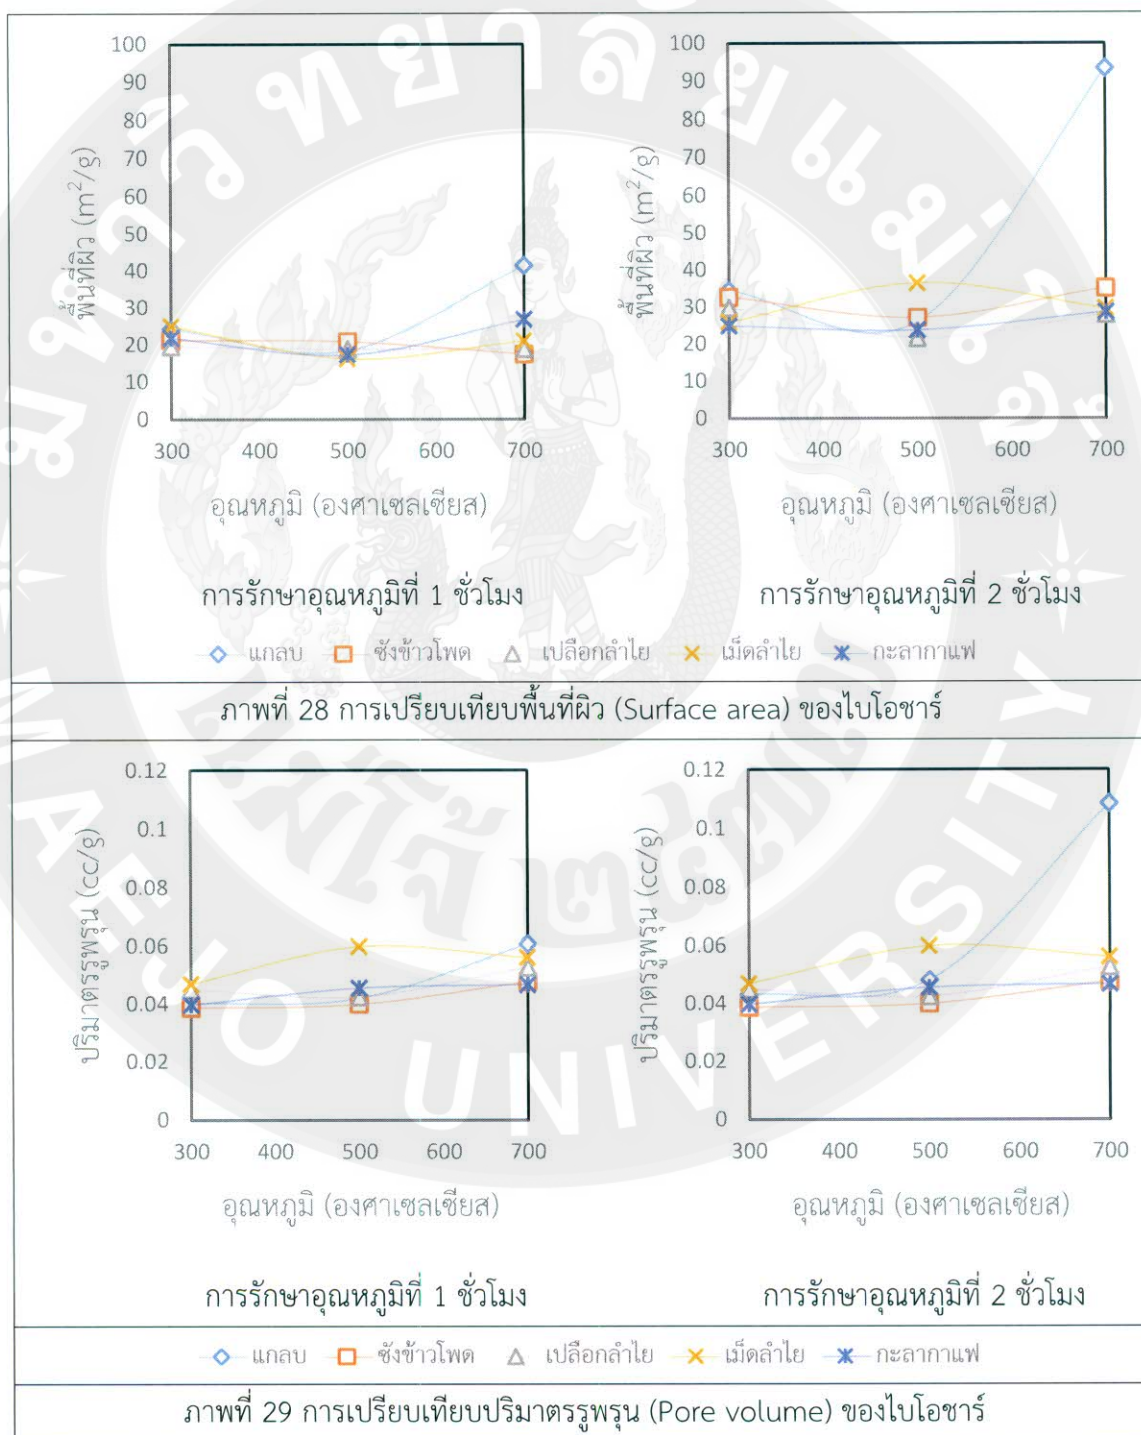 100
90
80
70
60
50
40
30
20
10
0
พื้นที่ผิว (m²/g)
300 400 500 600 700
อุณหภูมิ (องศาเซลเซียส)
การรักษาอุณหภูมิที่ 1 ชั่วโมง
100
90
80
70
60
50
40
30
20
10
0
พื้นที่ผิว (m²/g)
300 400 500 600 700
อุณหภูมิ (องศาเซลเซียส)
การรักษาอุณหภูมิที่ 2 ชั่วโมง
แกลบ ซังข้าวโพด เปลือกลำไย เม็ดลำไย กะลากาแฟ
ภาพที่ 28 การเปรียบเทียบพื้นที่ผิว (Surface area) ของไบโอชาร์
0.12
0.1
0.08
0.06
0.04
0.02
0
ปริมาตรรูพรุน (cc/g)
300 400 500 600 700
อุณหภูมิ (องศาเซลเซียส)
การรักษาอุณหภูมิที่ 1 ชั่วโมง
0.12
0.1
0.08
0.06
0.04
0.02
0
ปริมาตรรูพรุน (cc/g)
300 400 500 600 700
อุณหภูมิ (องศาเซลเซียส)
การรักษาอุณหภูมิที่ 2 ชั่วโมง
แกลบ ซังข้าวโพด เปลือกลำไย เม็ดลำไย กะลากาแฟ
ภาพที่ 29 การเปรียบเทียบปริมาตรรูพรุน (Pore volume) ของไบโอชาร์
มหาวิทยาลัยแม่โจ้
MAEJO UNIVERSITY